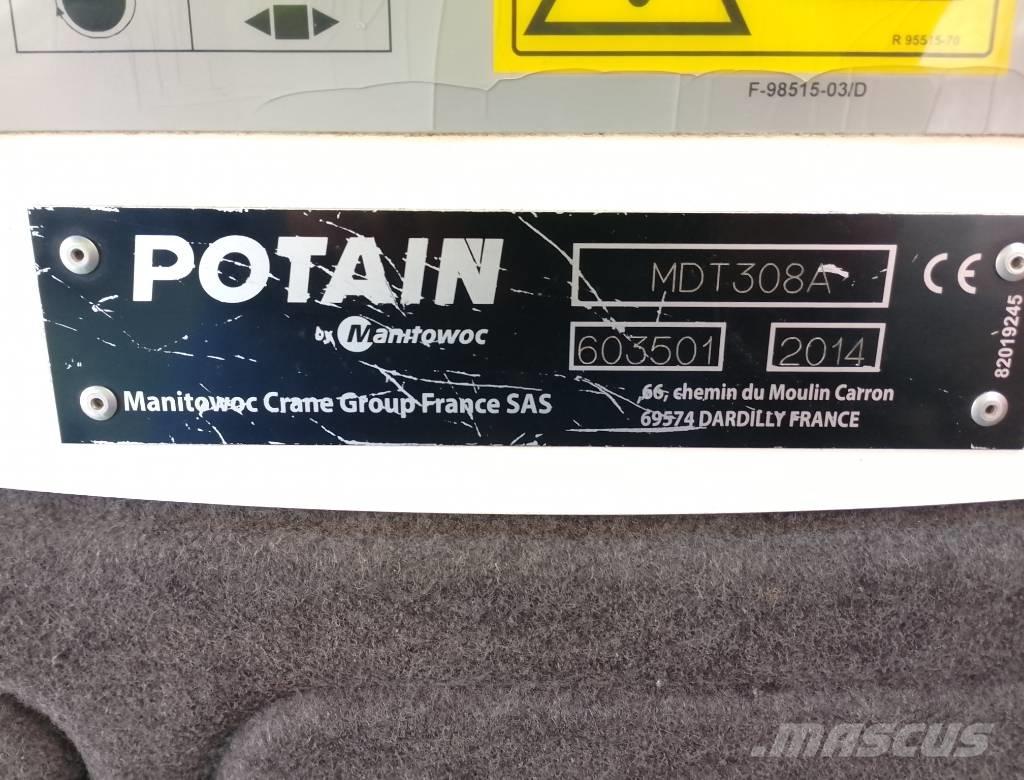 R 95515-70
F-98515-03/D
POTAIN
by Manitowoc
MDT308A
CE
603501
2014
82019245
Manitowoc Crane Group France SAS
66, chemin du Moulin Carron
69574 DARDILLY FRANCE
MASCUS